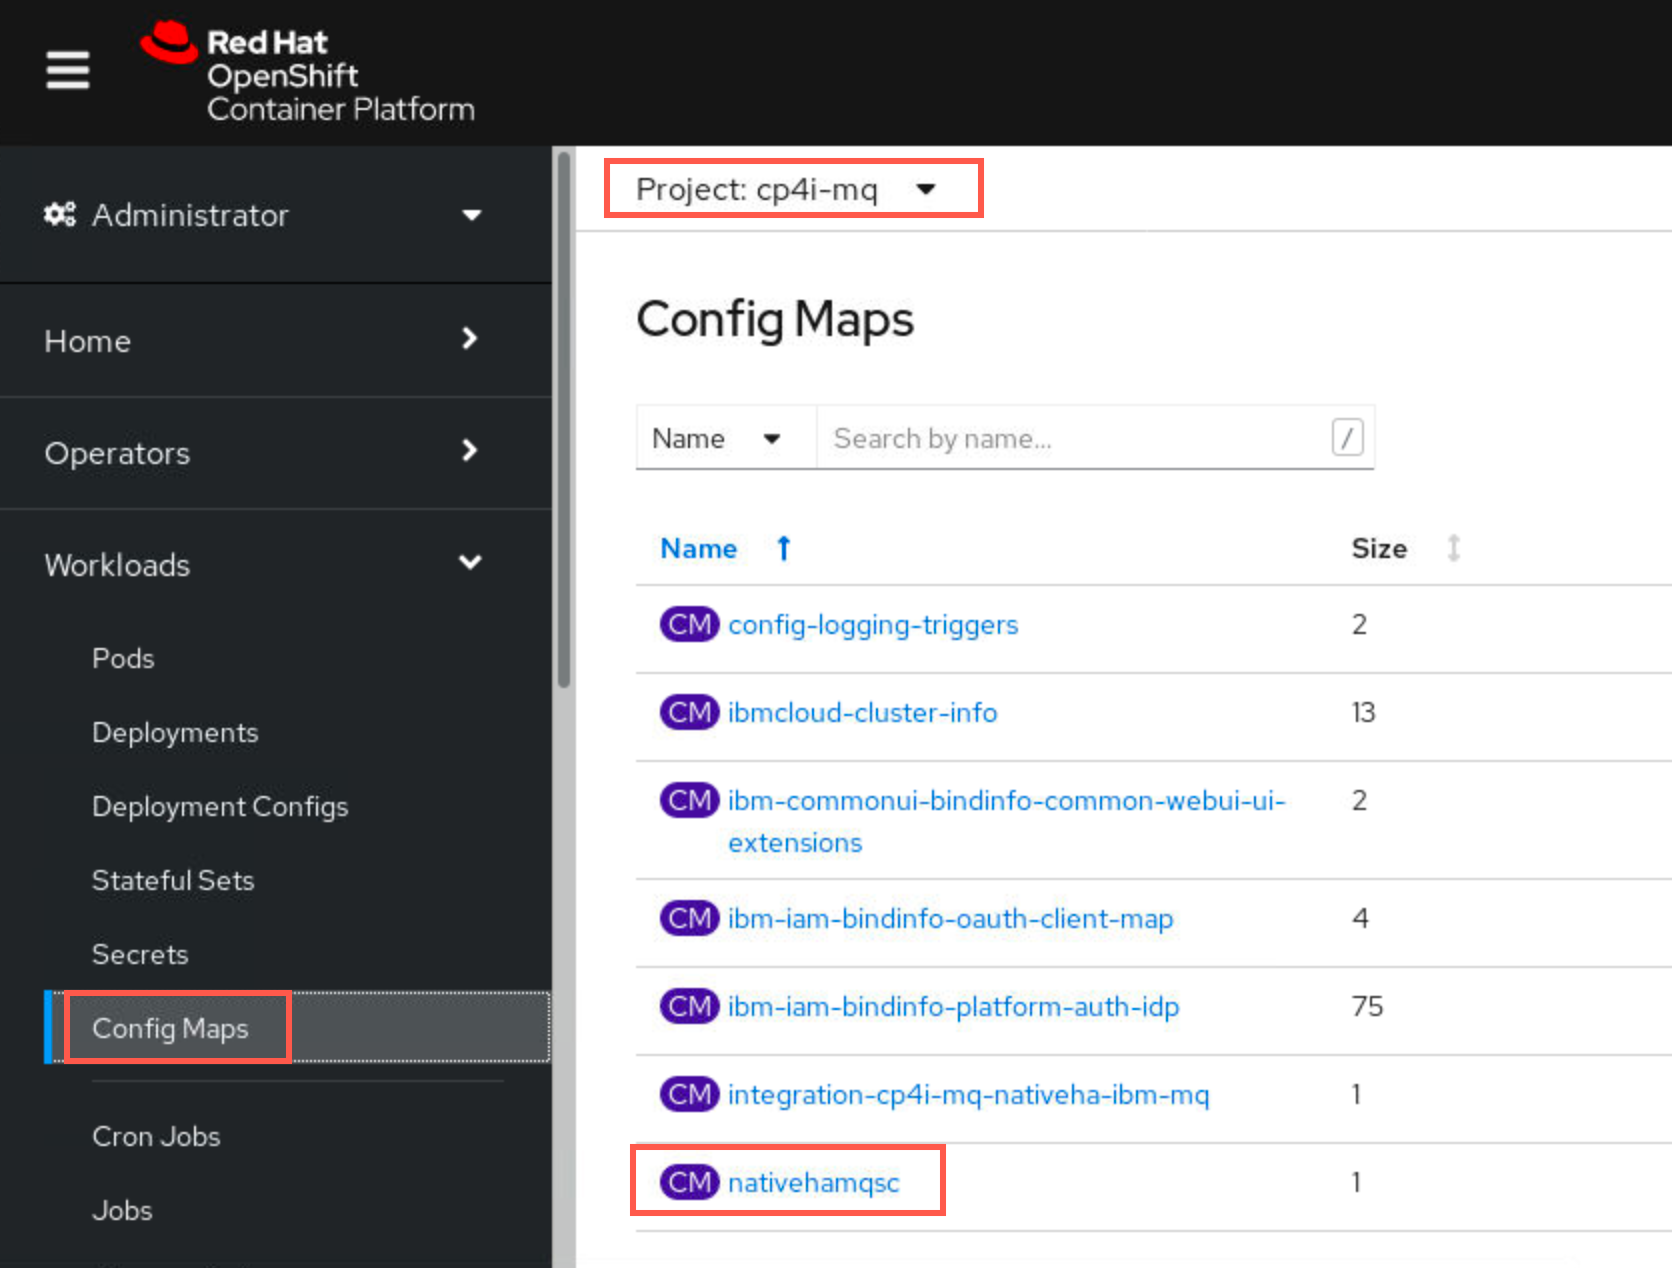 Red Hat
OpenShift
Container Platform
Administrator
Home
Operators
Workloads
Pods
Deployments
Deployment Configs
Stateful Sets
Secrets
Config Maps
Cron Jobs
Jobs
Project: cp4i-mq
Config Maps
Name
Search by name...
/
Name
Size
CM config-logging-triggers 2
CM ibmcloud-cluster-info 13
CM ibm-commonui-bindinfo-common-webui-ui- 2
extensions
CM ibm-iam-bindinfo-oauth-client-map 4
CM ibm-iam-bindinfo-platform-auth-idp 75
CM integration-cp4i-mq-nativeha-ibm-mq 1
CM nativehamqsc 1